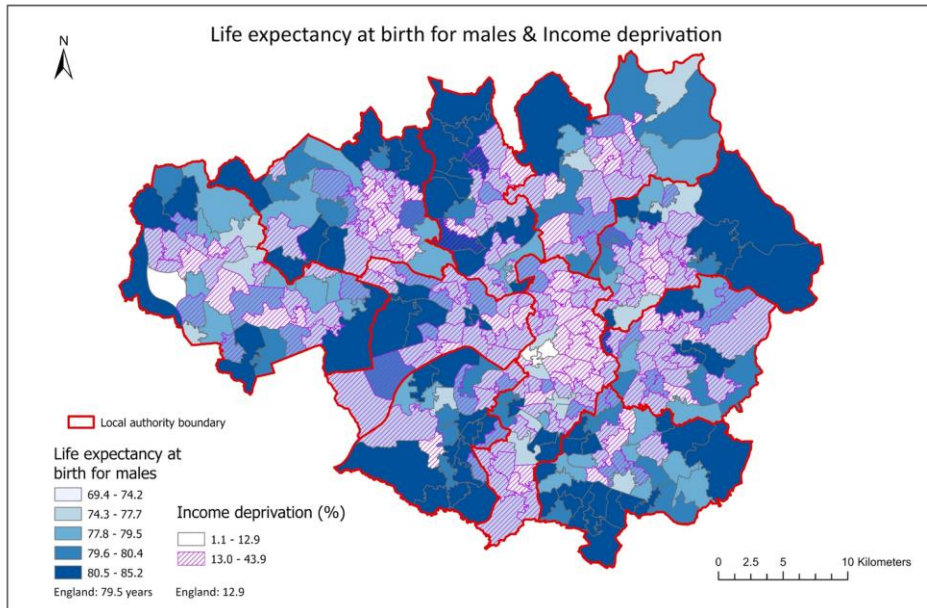 Life expectancy at birth for males & Income deprivation
N
Local authority boundary
Life expectancy at
birth for males
69.4 - 74.2
74.3 - 77.7
77.8 - 79.5
79.6 - 80.4
80.5 - 85.2
England: 79.5 years
Income deprivation (%)
1.1 - 12.9
13.0 - 43.9
England: 12.9
0 2.5 5 10 Kilometers